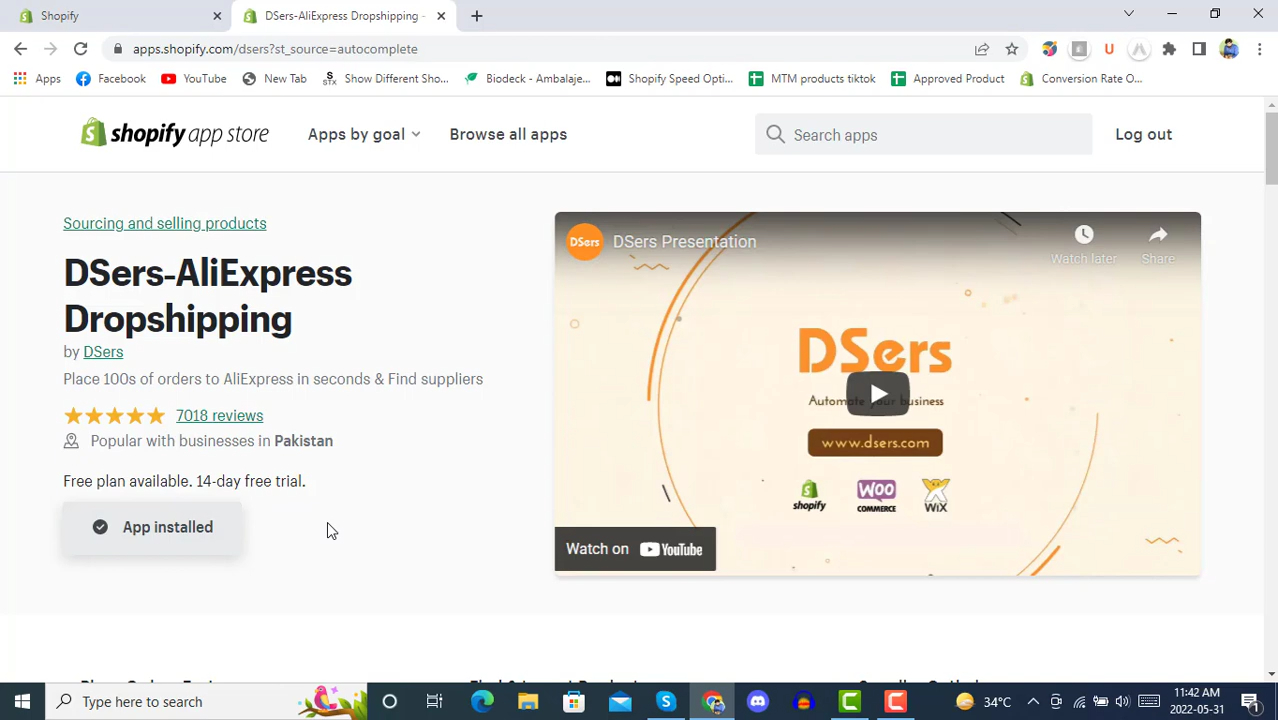 Shopify
DSers-AliExpress Dropshipping -
apps.shopify.com/dsers?st_source=autocomplete
Apps
Facebook
YouTube
New Tab
STX
Show Different Sho...
Biodeck - Ambalaje...
Shopify Speed Opti...
MTM products tiktok
Approved Product
Conversion Rate O...
shopify app store
Apps by goal
Browse all apps
Search apps
Log out
Sourcing and selling products
DSers-AliExpress
Dropshipping
by DSers
Place 100s of orders to AliExpress in seconds & Find suppliers
7018 reviews
Popular with businesses in Pakistan
Free plan available. 14-day free trial.
App installed
DSers
DSers Presentation
Watch later
Share
DSers
Automate your business
www.dsers.com
shopify
WOO
COMMERCE
WiX
Watch on YouTube
Type here to search
34°C
11:42 AM
2022-05-31
1